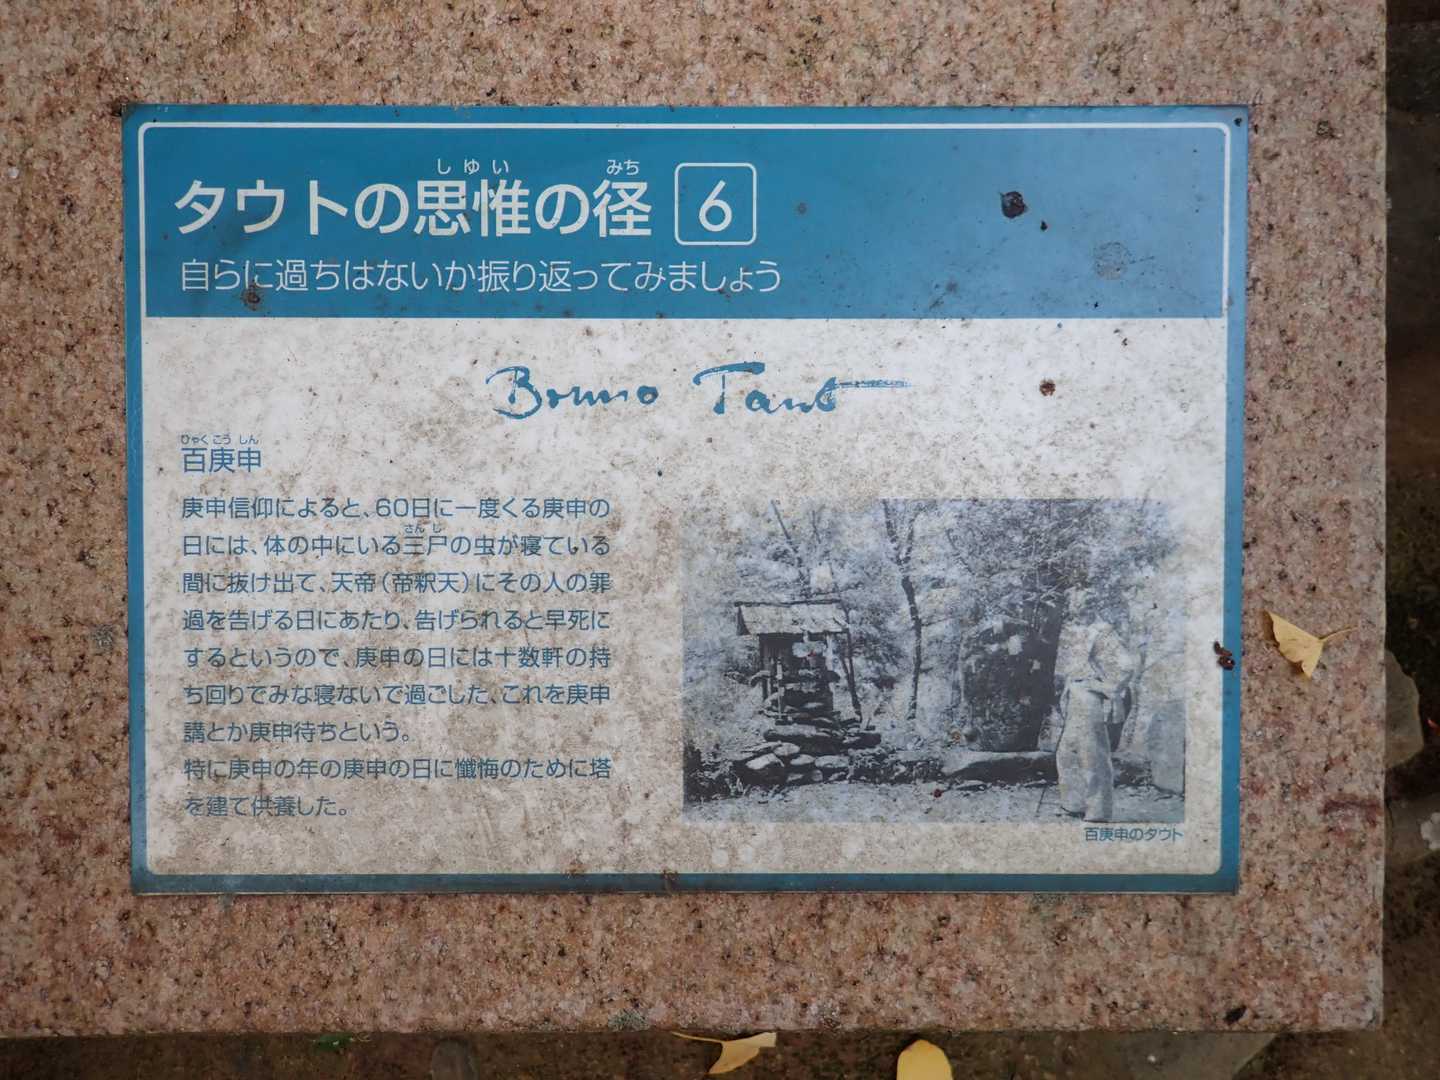 タウトの思惟の径 6
しゆい みち
自らに過ちはないか振り返ってみましょう
Bruno Taut
ひゃくこうしん
百庚申
庚申信仰によると、60日に一度くる庚申の
さんし
日には、体の中にいる三尸の虫が寝ている
間に抜け出て、天帝（帝釈天）にその人の罪
過を告げる日にあたり、告げられると早死に
するというので、庚申の日には十数軒の持
ち回りでみな寝ないで過ごした、これを庚申
講とか庚申待ちという。
特に庚申の年の庚申の日に懺悔のために塔
を建て供養した。
百庚申のタウト